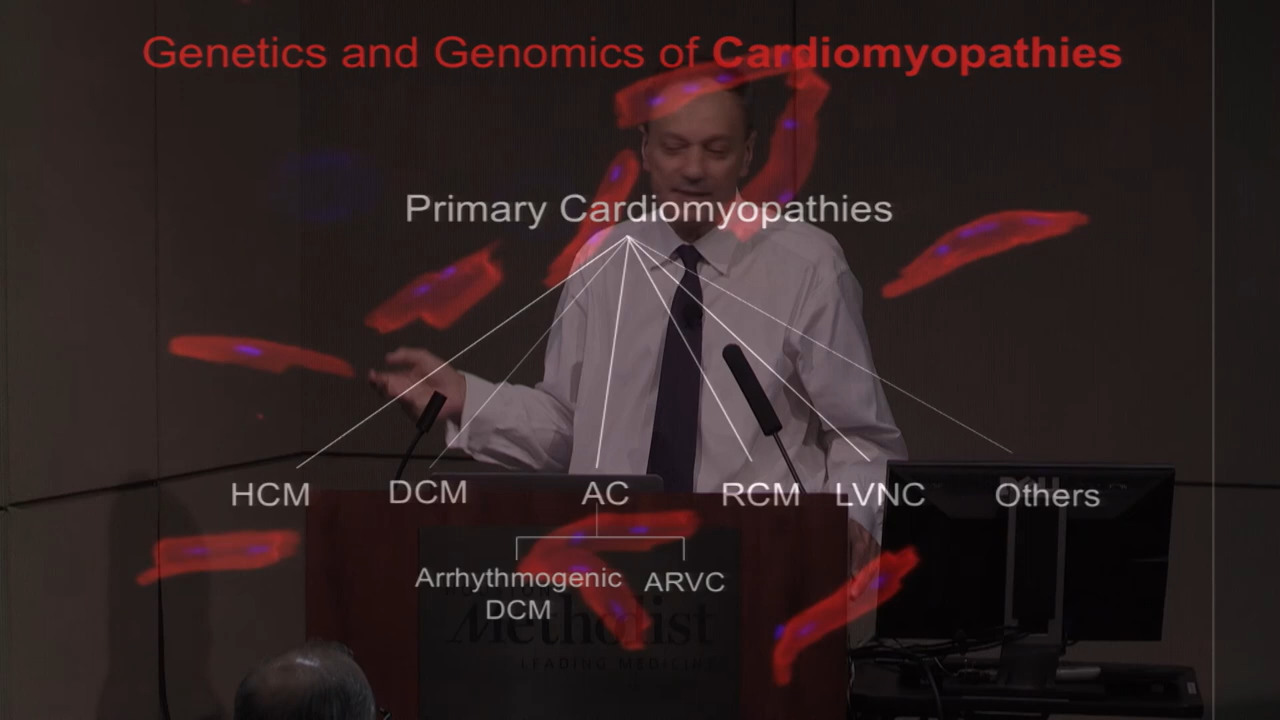 Genetics and Genomics of Cardiomyopathies
Primary Cardiomyopathies
HCM DCM AC RCM LVNC Others
Arrhythmogenic ARVC
DCM
Methodist
LEADING MEDICINE
DELL